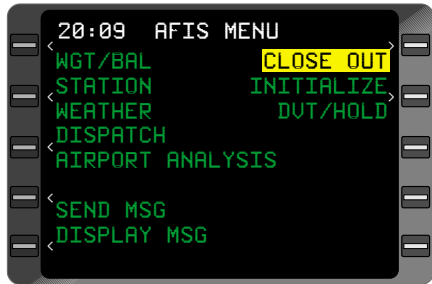 20:09 AFIS MENU
WGT/BAL CLOSE OUT
STATION INITIALIZE
WEATHER DVT/HOLD
DISPATCH
AIRPORT ANALYSIS
SEND MSG
DISPLAY MSG